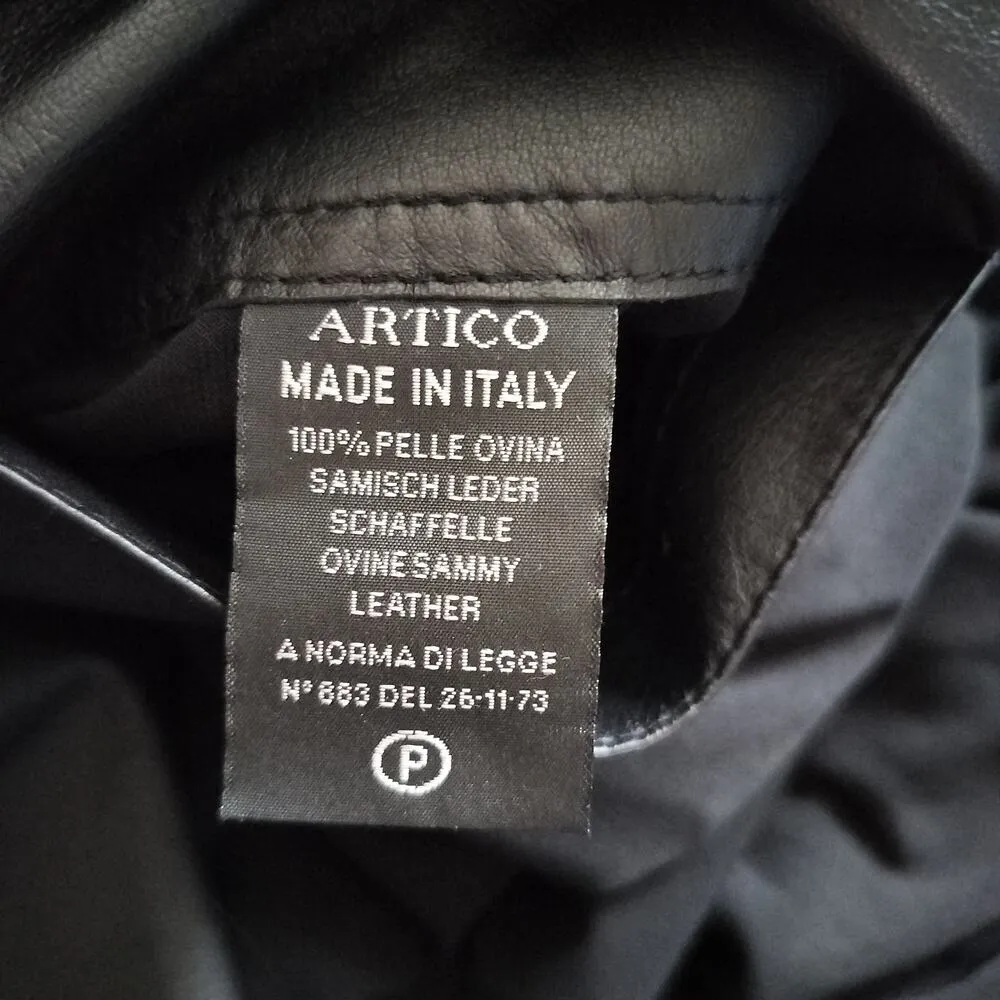 ARTICO
MADE IN ITALY
100% PELLE OVINA
SAMISCH LEDER
SCHAFFELLE
OVINE SAMMY
LEATHER
A NORMA DI LEGGE
Nº 883 DEL 26-11-73
P